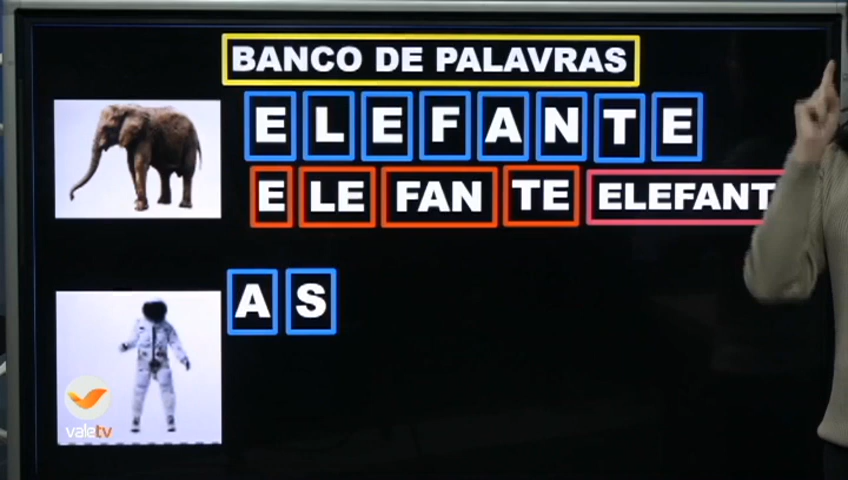 BANCO DE PALAVRAS
E L E F A N T E
E LE FAN TE ELEFANT
A S
valetv